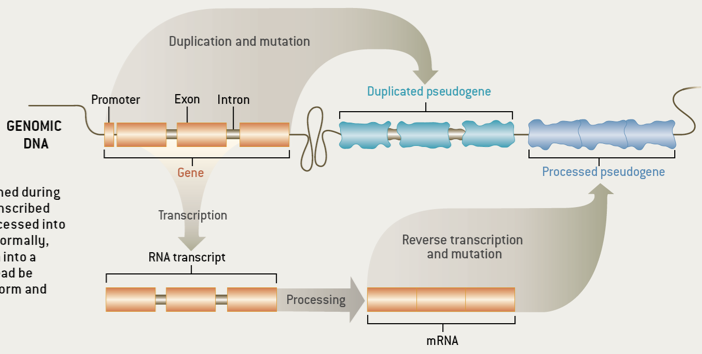 Duplication and mutation
Duplicated pseudogene
Promoter
Exon
Intron
GENOMIC
DNA
Gene
Processed pseudogene
ned during
nscribed
cessed into
ormally,
into a
ead be
orm and
Transcription
Reverse transcription
and mutation
RNA transcript
Processing
mRNA